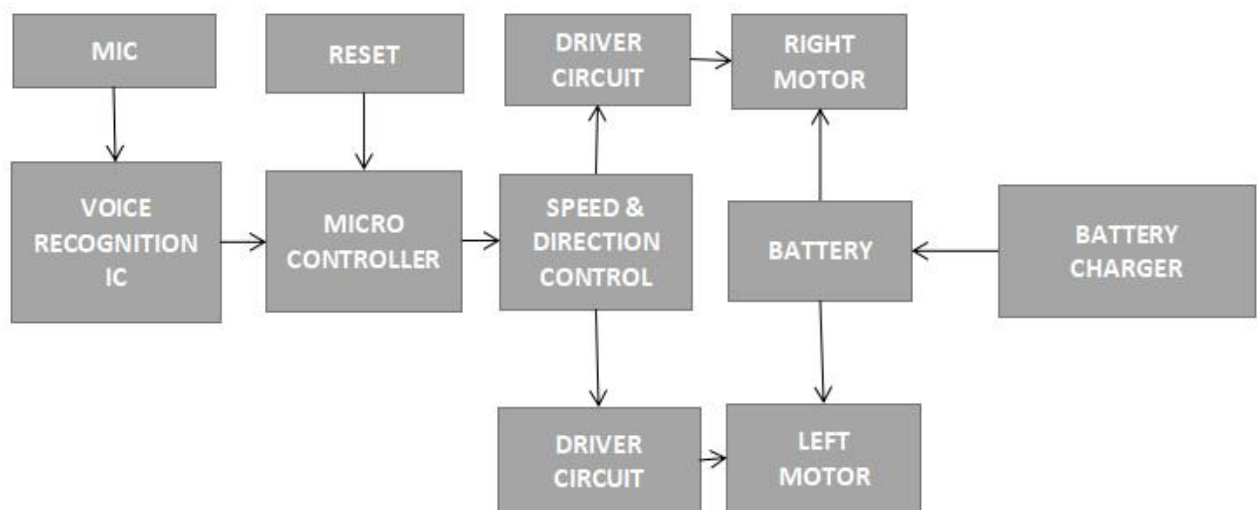 MIC
RESET
DRIVER
CIRCUIT
RIGHT
MOTOR
VOICE
RECOGNITION
IC
MICRO
CONTROLLER
SPEED &
DIRECTION
CONTROL
BATTERY
BATTERY
CHARGER
DRIVER
CIRCUIT
LEFT
MOTOR